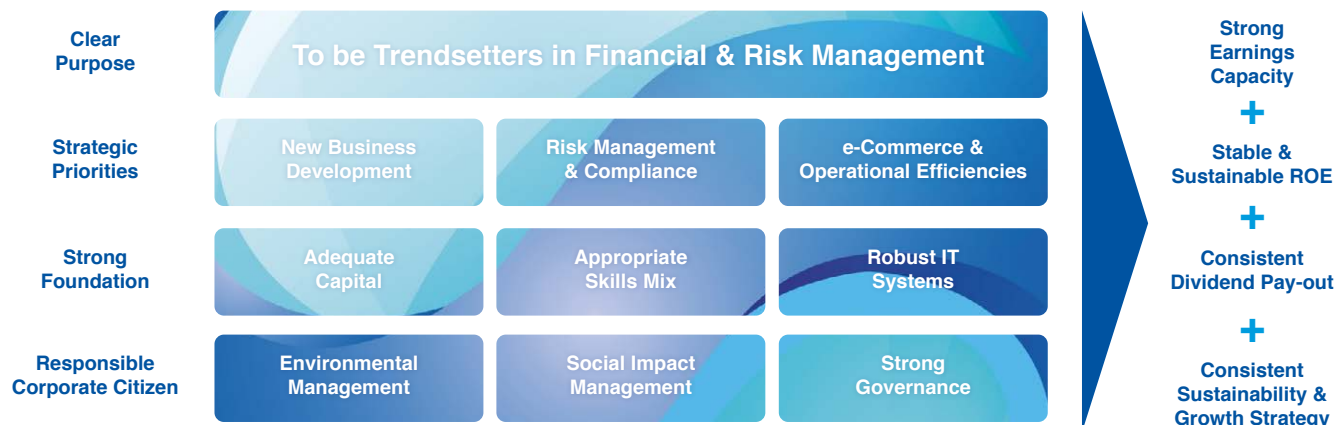 Clear
Purpose
To be Trendsetters in Financial & Risk Management
Strategic
Priorities
New Business
Development
Risk Management
& Compliance
e-Commerce &
Operational Efficiencies
Strong
Foundation
Adequate
Capital
Appropriate
Skills Mix
Robust IT
Systems
Responsible
Corporate Citizen
Environmental
Management
Social Impact
Management
Strong
Governance
Strong
Earnings
Capacity
+
Stable &
Sustainable ROE
+
Consistent
Dividend Pay-out
+
Consistent
Sustainability &
Growth Strategy